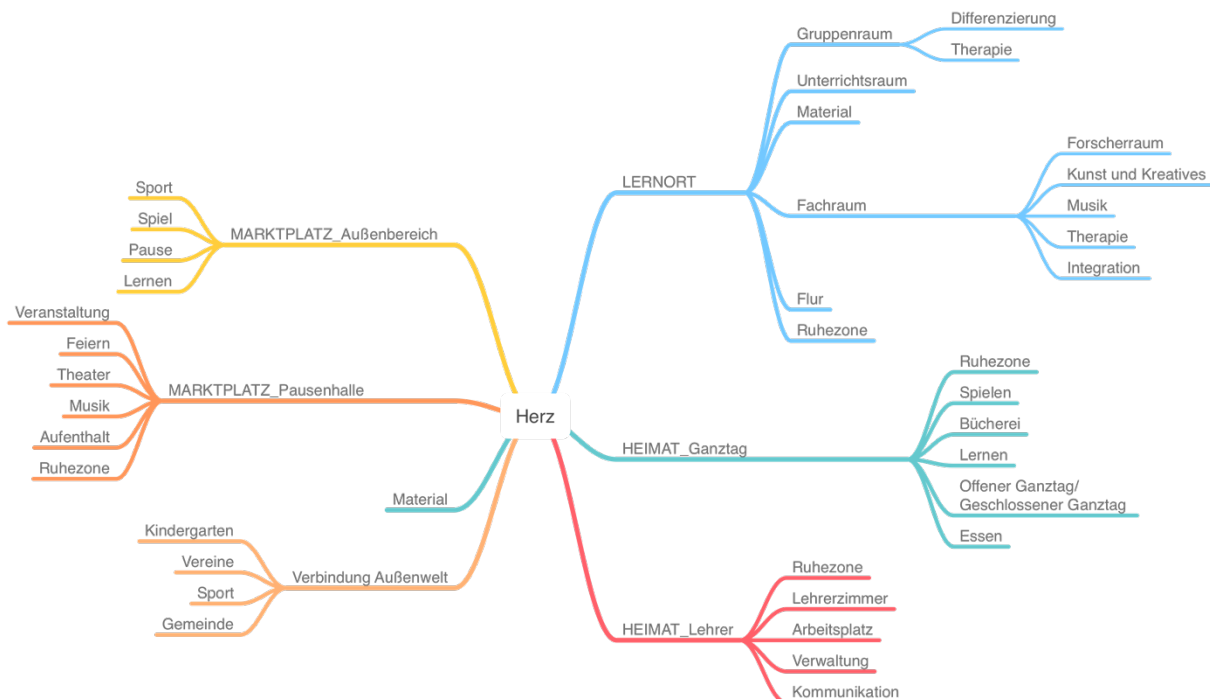 Herz
LERNORT
Gruppenraum
Differenzierung
Therapie
Unterrichtsraum
Material
Fachraum
Forscherraum
Kunst und Kreatives
Musik
Therapie
Integration
Flur
Ruhezone
HEIMAT_Ganztag
Ruhezone
Spielen
Bücherei
Lernen
Offener Ganztag/
Geschlossener Ganztag
Essen
HEIMAT_Lehrer
Ruhezone
Lehrerzimmer
Arbeitsplatz
Verwaltung
Kommunikation
MARKTPLATZ_Außenbereich
Sport
Spiel
Pause
Lernen
MARKTPLATZ_Pausenhalle
Veranstaltung
Feiern
Theater
Musik
Aufenthalt
Ruhezone
Material
Verbindung Außenwelt
Kindergarten
Vereine
Sport
Gemeinde